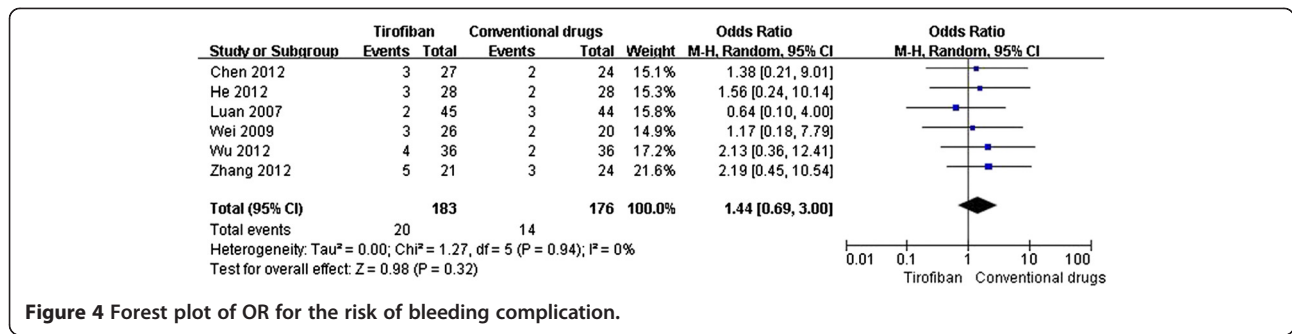 Tirofiban Conventional drugs Odds Ratio Odds Ratio
Study or Subgroup Events Total Events Total Weight M-H, Random, 95% CI M-H, Random, 95% CI
Chen 2012 3 27 2 24 15.1% 1.38 [0.21, 9.01]
He 2012 3 28 2 28 15.3% 1.56 [0.24, 10.14]
Luan 2007 2 45 3 44 15.8% 0.64 [0.10, 4.00]
Wei 2009 3 26 2 20 14.9% 1.17 [0.18, 7.79]
Wu 2012 4 36 2 36 17.2% 2.13 [0.36, 12.41]
Zhang 2012 5 21 3 24 21.6% 2.19 [0.45, 10.54]
Total (95% CI) 183 176 100.0% 1.44 [0.69, 3.00]
Total events 20 14
Heterogeneity: Tau² = 0.00; Chi² = 1.27, df = 5 (P = 0.94); I² = 0%
Test for overall effect: Z = 0.98 (P = 0.32)
0.01 0.1 1 10 100
Tirofiban Conventional drugs
Figure 4 Forest plot of OR for the risk of bleeding complication.